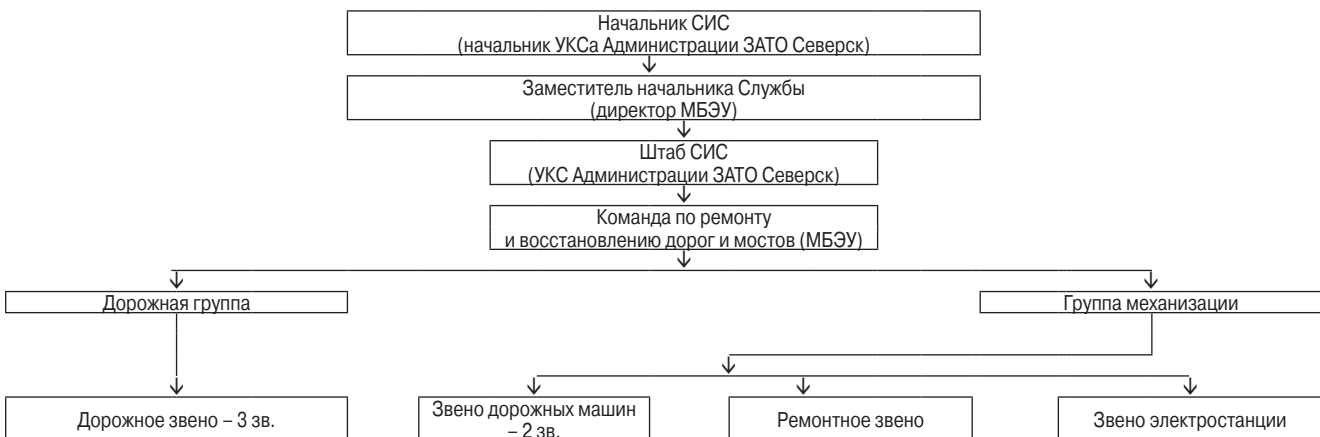 Начальник СИС
(начальник УКСа Администрации ЗАТО Северск)
Заместитель начальника Службы
(директор МБЭУ)
Штаб СИС
(УКС Администрации ЗАТО Северск)
Команда по ремонту
и восстановлению дорог и мостов (МБЭУ)
Дорожная группа
Группа механизации
Дорожное звено – 3 зв.
Звено дорожных машин
– 2 зв.
Ремонтное звено
Звено электростанции